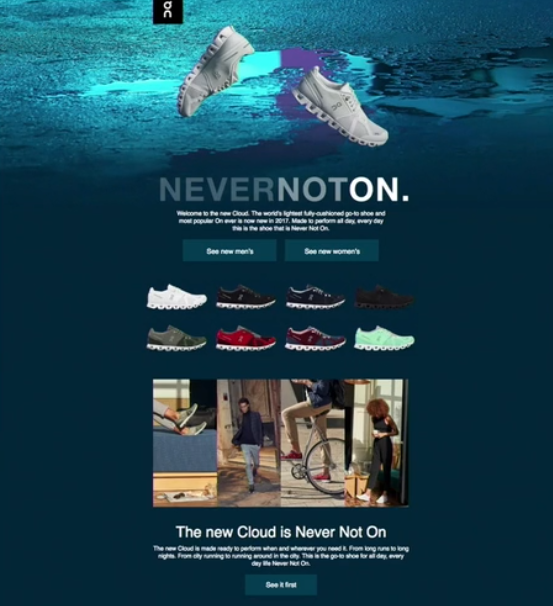 On
NEVERNOTON.
Welcome to the new Cloud. The world's lightest fully-cushioned go-to shoe and
most popular On ever is now new in 2017. Made to perform all day, every day
this is the shoe that is Never Not On.
See new men's
See new women's
The new Cloud is Never Not On
The new Cloud is made ready to perform when and wherever you need it. From long runs to long
nights. From city running to running around in the city. This is the go-to shoe for all day, every
day life Never Not On.
See it first